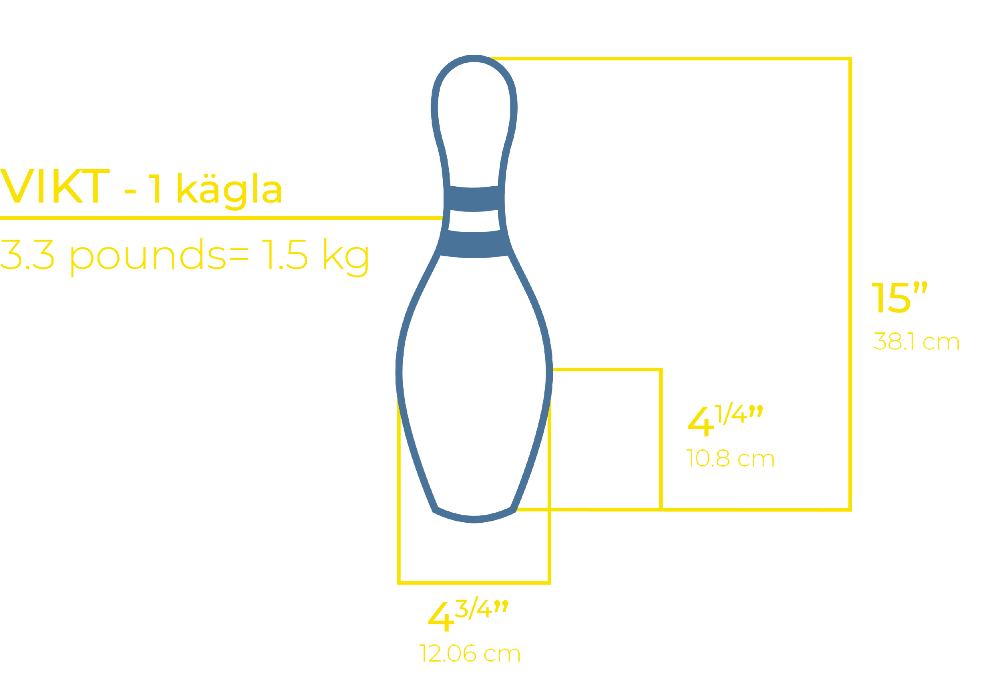 VIKT - 1 kägla
3.3 pounds= 1.5 kg
15”
38.1 cm
4 1/4”
10.8 cm
4 3/4”
12.06 cm